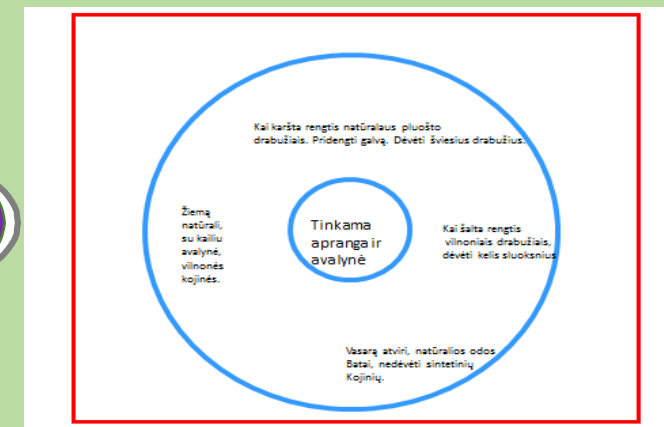 Kai karšta rengtis natūralaus pluošto
drabužiais. Pridengti galvą. Dėvėti šviesius drabužius.
Žiemą
natūrali,
su kailiu
avalynė,
vilnonės
kojinės.
Tinkama
apranga ir
avalynė
Kai šalta rengtis
vilnoniais drabužiais,
dėvėti kelis sluoksnius
Vasarą atviri, natūralios odos
Batai, nedėvėti sintetinių
Kojinių.